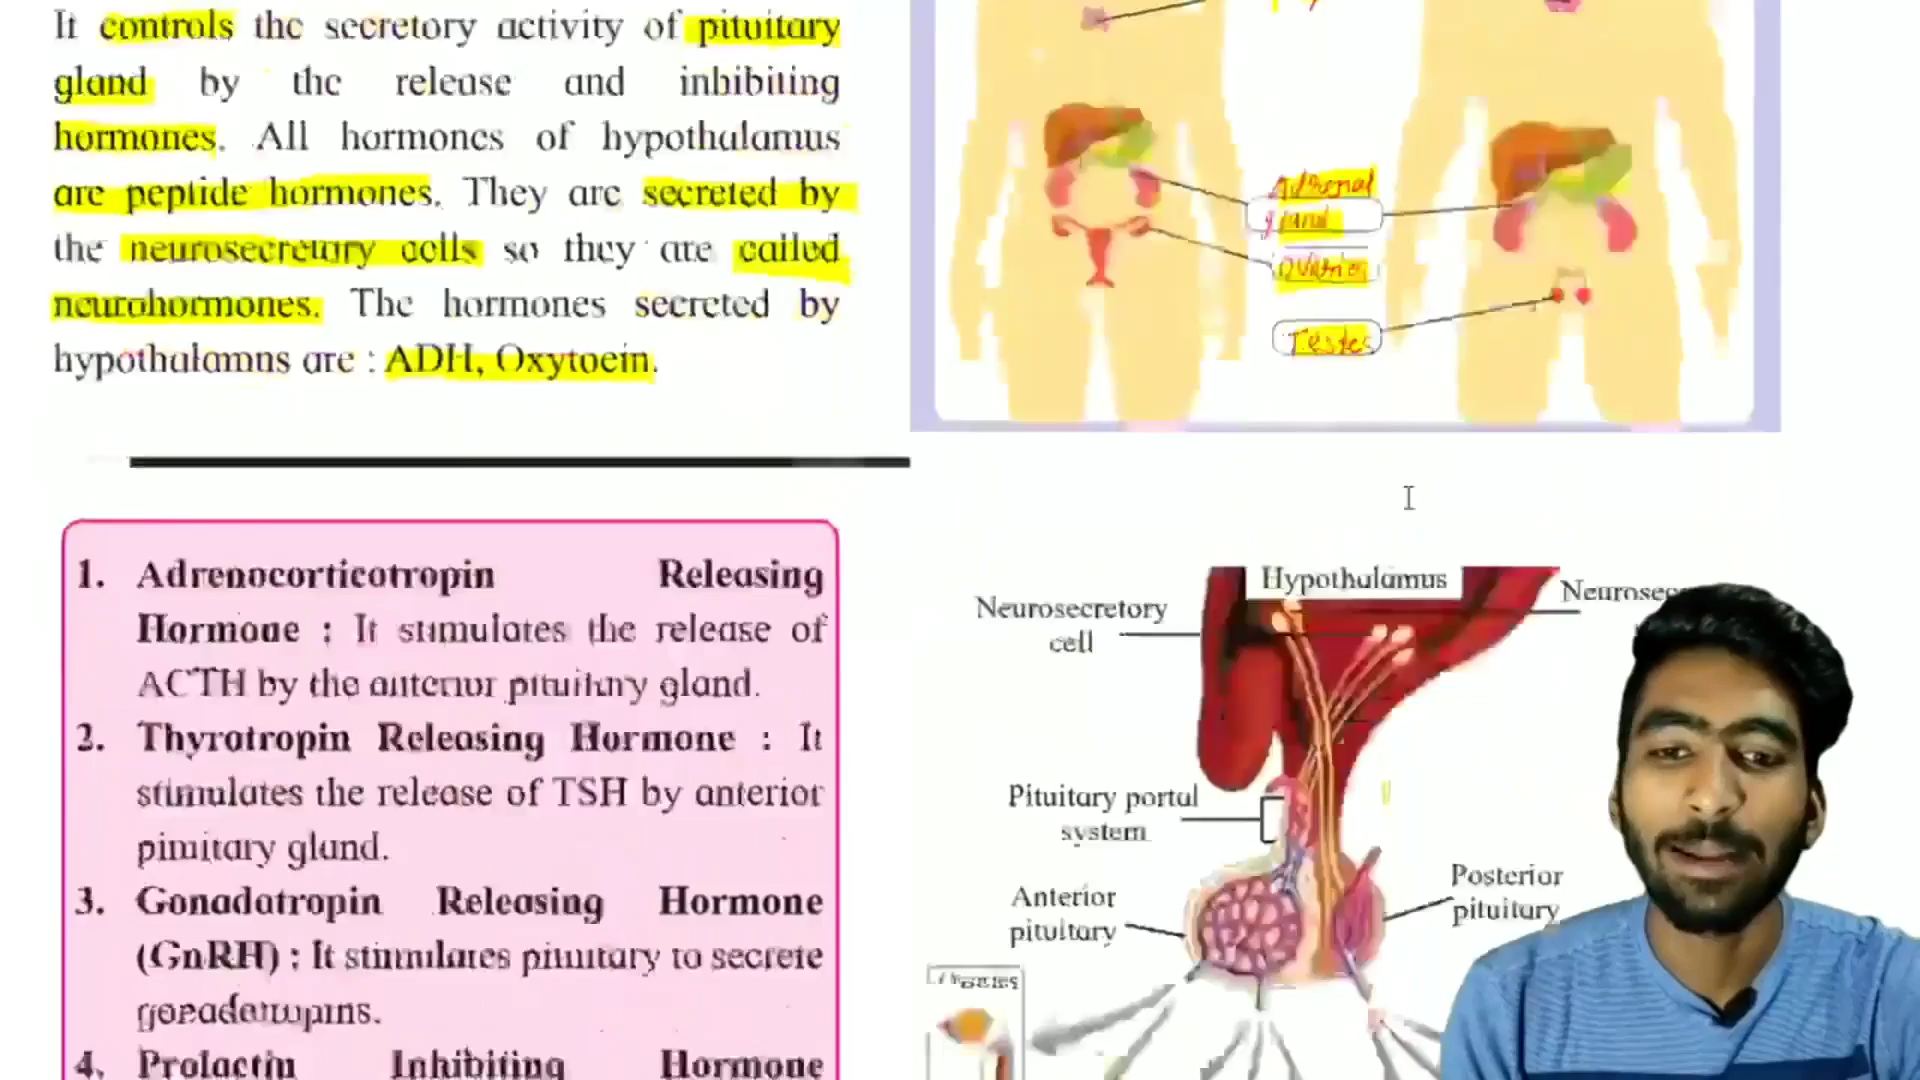 It controls the secretory activity of pituitary
gland by the release and inhibiting
hormones. All hormones of hypothalamus
are peptide hormones. They are secreted by
the neurosecretory cells so they are called
neurohormones. The hormones secreted by
hypothalamus are : ADH, Oxytocin.
1. Adrenocorticotropin Releasing
Hormone : It stimulates the release of
ACTH by the anterior pituitary gland.
2. Thyrotropin Releasing Hormone : It
stimulates the release of TSH by anterior
pituitary gland.
3. Gonadotropin Releasing Hormone
(GnRH) : It stimulates pituitary to secrete
gonadotropins.
4. Prolactin Inhibiting Hormone
Adrenal
gland
Ovaries
Testes
Hypothalamus
Neurosecretory
cell
Pituitary portal
system
Anterior
pituitary
Posterior
pituitary